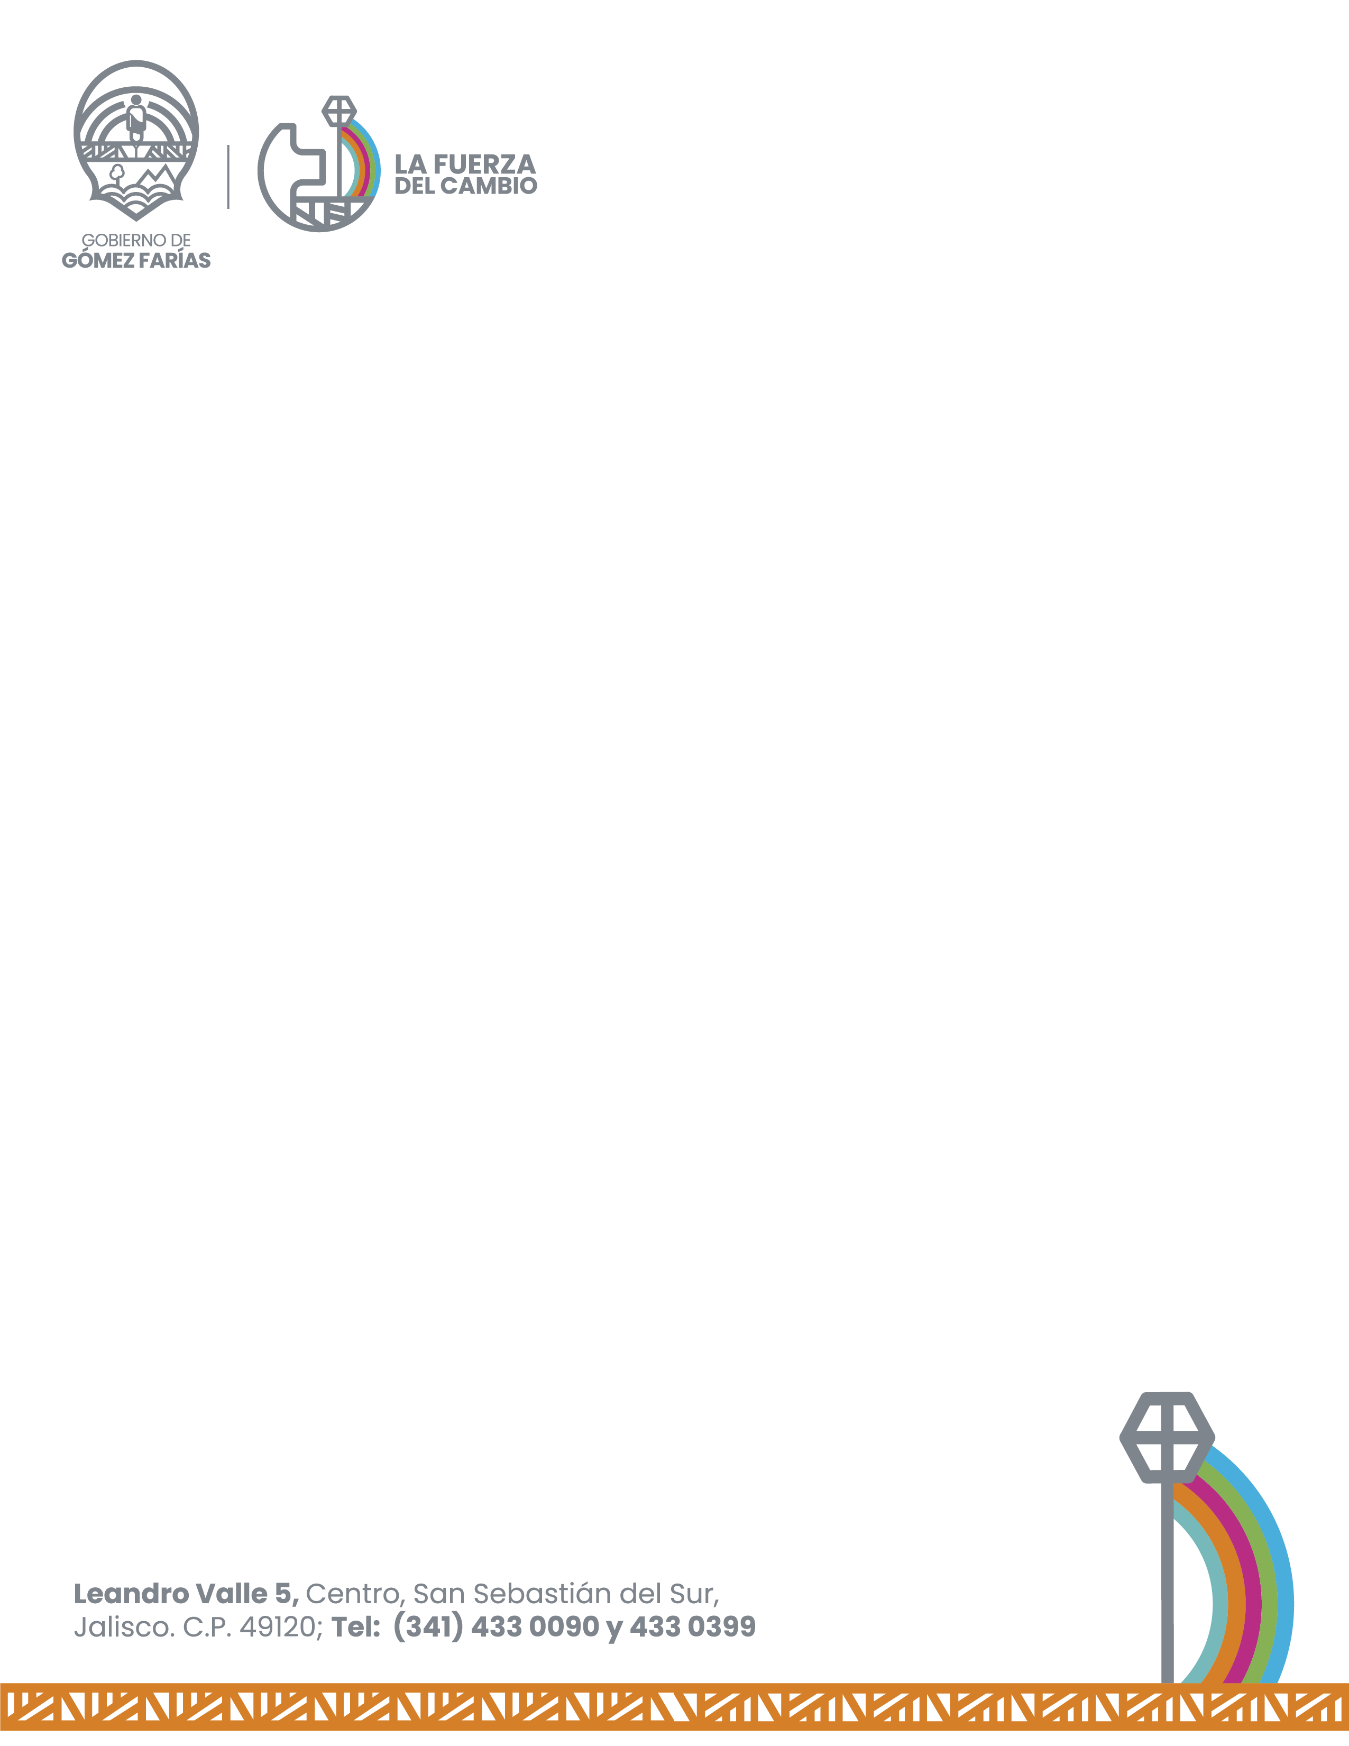 GOBIERNO DE
GÓMEZ FARÍAS
LA FUERZA
DEL CAMBIO
Leandro Valle 5, Centro, San Sebastián del Sur,
Jalisco. C.P. 49120; Tel: (341) 433 0090 y 433 0399